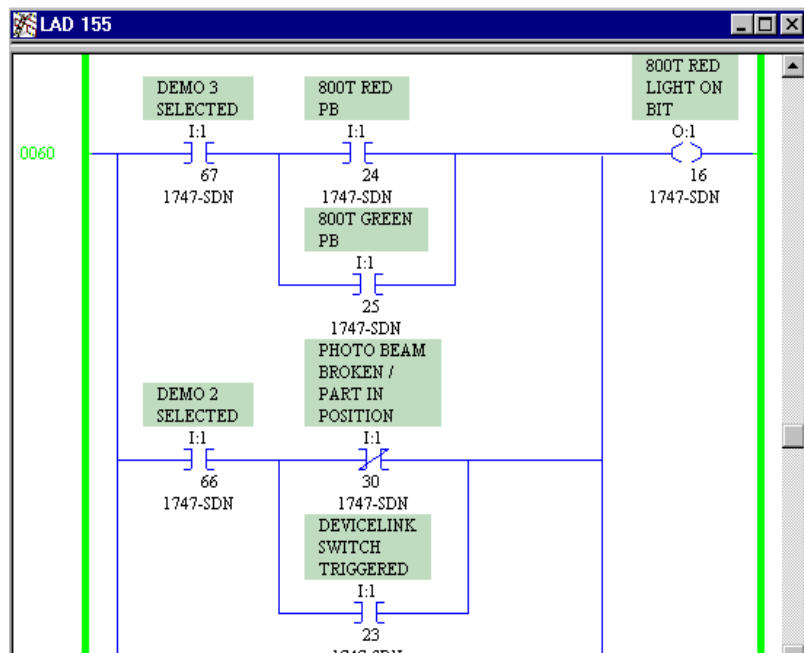 LAD 155
800T RED
LIGHT ON
BIT
DEMO 3
SELECTED
800T RED
PB
I:1
I:1
O:1
0060
67
24
16
1747-SDN
1747-SDN
1747-SDN
800T GREEN
PB
I:1
25
1747-SDN
PHOTO BEAM
BROKEN /
PART IN
POSITION
DEMO 2
SELECTED
I:1
I:1
66
30
1747-SDN
1747-SDN
DEVICELINK
SWITCH
TRIGGERED
I:1
23
1747-SDN